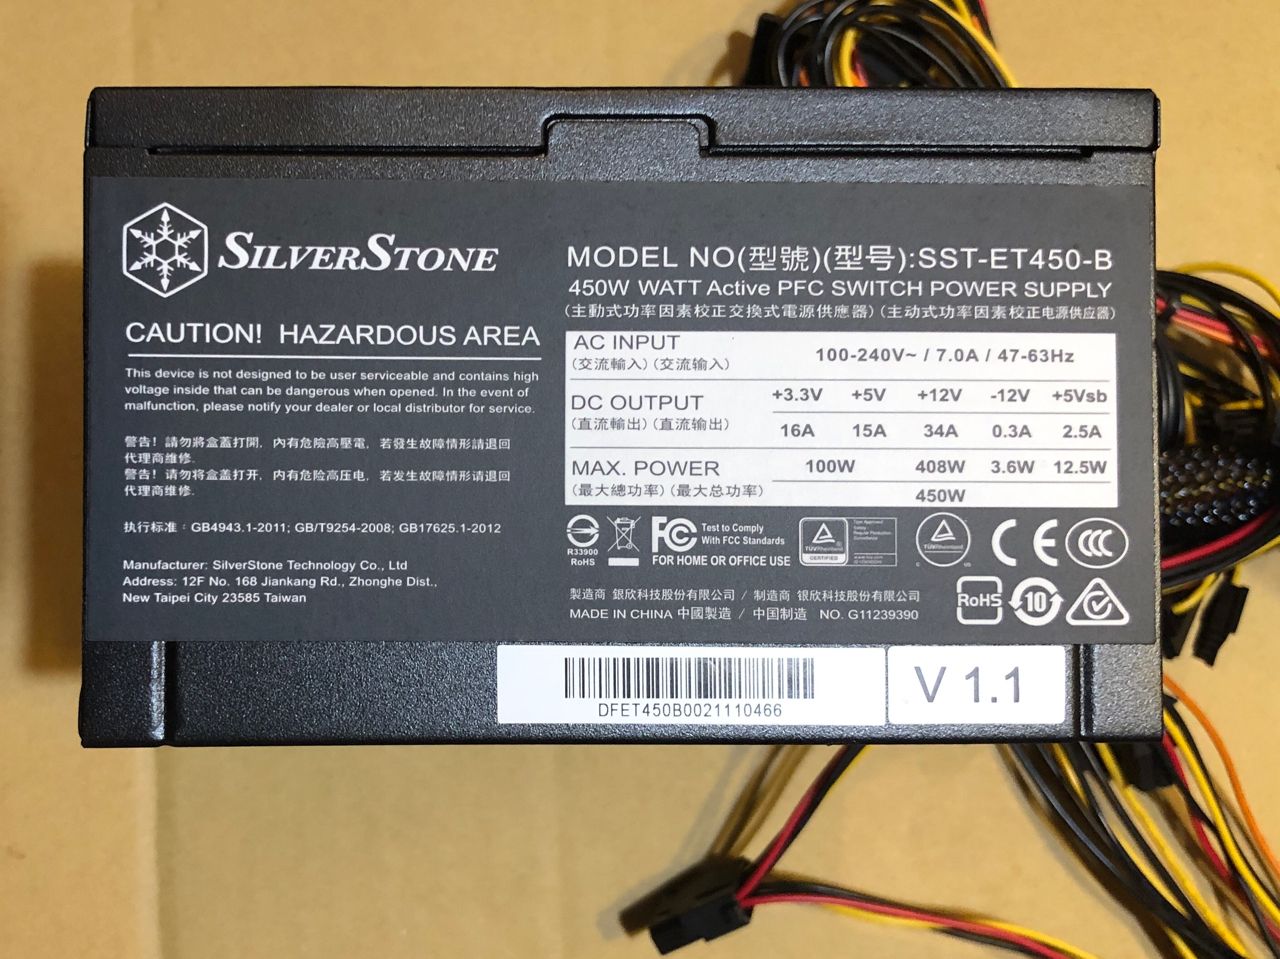 SILVERSTONE
CAUTION! HAZARDOUS AREA
This device is not designed to be user serviceable and contains high
voltage inside that can be dangerous when opened. In the event of
malfunction, please notify your dealer or local distributor for service.
警告！請勿將盒蓋打開，內有危險高壓電，若發生故障情形請退回
代理商維修.
警告！请勿将盒盖打开，内有危险高压电，若发生故障情形请退回
代理商维修.
执行标准：GB4943.1-2011; GB/T9254-2008; GB17625.1-2012
Manufacturer: SilverStone Technology Co., Ltd
Address: 12F No. 168 Jiankang Rd., Zhonghe Dist.,
New Taipei City 23585 Taiwan
MODEL NO(型號)(型号):SST-ET450-B
450W WATT Active PFC SWITCH POWER SUPPLY
(主動式功率因素校正交換式電源供應器) (主动式功率因素校正电源供应器)
AC INPUT
(交流輸入) (交流输入)
100-240V~ / 7.0A / 47-63Hz
DC OUTPUT
(直流輸出) (直流输出)
+3.3V +5V +12V -12V +5Vsb
16A 15A 34A 0.3A 2.5A
MAX. POWER
(最大總功率) (最大总功率)
100W 408W 3.6W 12.5W
450W
R33900
RoHS
FC
Test to Comply
With FCC Standards
FOR HOME OR OFFICE USE
TÜVRheinland
CERTIFIED
Type Approved
Safety
Regular Production
Surveillance
TÜVRheinland
C US
CE
CCC
製造商 銀欣科技股份有限公司 / 制造商 银欣科技股份有限公司
MADE IN CHINA 中國製造 / 中国制造 NO. G11239390
RoHS
10
DFET450B0021110466
V 1.1